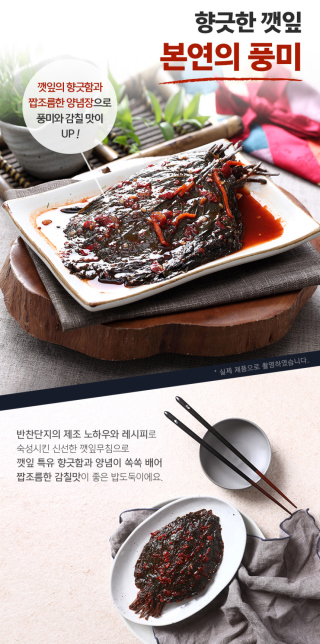 향긋한 깻잎
본연의 풍미
깻잎의 향긋함과
짭조름한 양념장으로
풍미와 감칠 맛이
UP !
* 실제 제품으로 촬영하였습니다.
반찬단지의 제조 노하우와 레시피로
숙성시킨 신선한 깻잎무침으로
깻잎 특유 향긋함과 양념이 쏙쏙 배어
짭조름한 감칠맛이 좋은 밥도둑이에요.